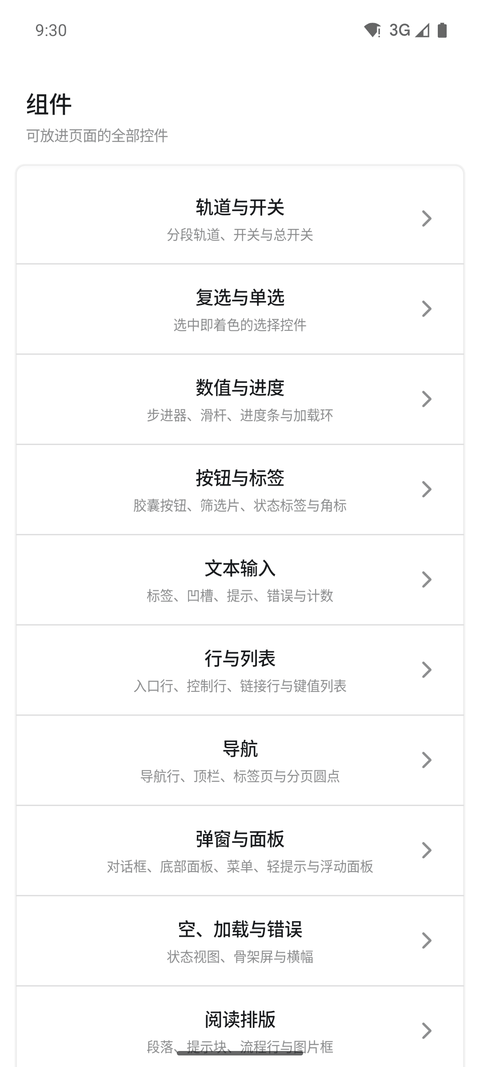 9:30
3G
组件
可放进页面的全部控件
轨道与开关
分段轨道、开关与总开关
复选与单选
选中即着色的选择控件
数值与进度
步进器、滑杆、进度条与加载环
按钮与标签
胶囊按钮、筛选片、状态标签与角标
文本输入
标签、凹槽、提示、错误与计数
行与列表
入口行、控制行、链接行与键值列表
导航
导航行、顶栏、标签页与分页圆点
弹窗与面板
对话框、底部面板、菜单、轻提示与浮动面板
空、加载与错误
状态视图、骨架屏与横幅
阅读排版
段落、提示块、流程行与图片框